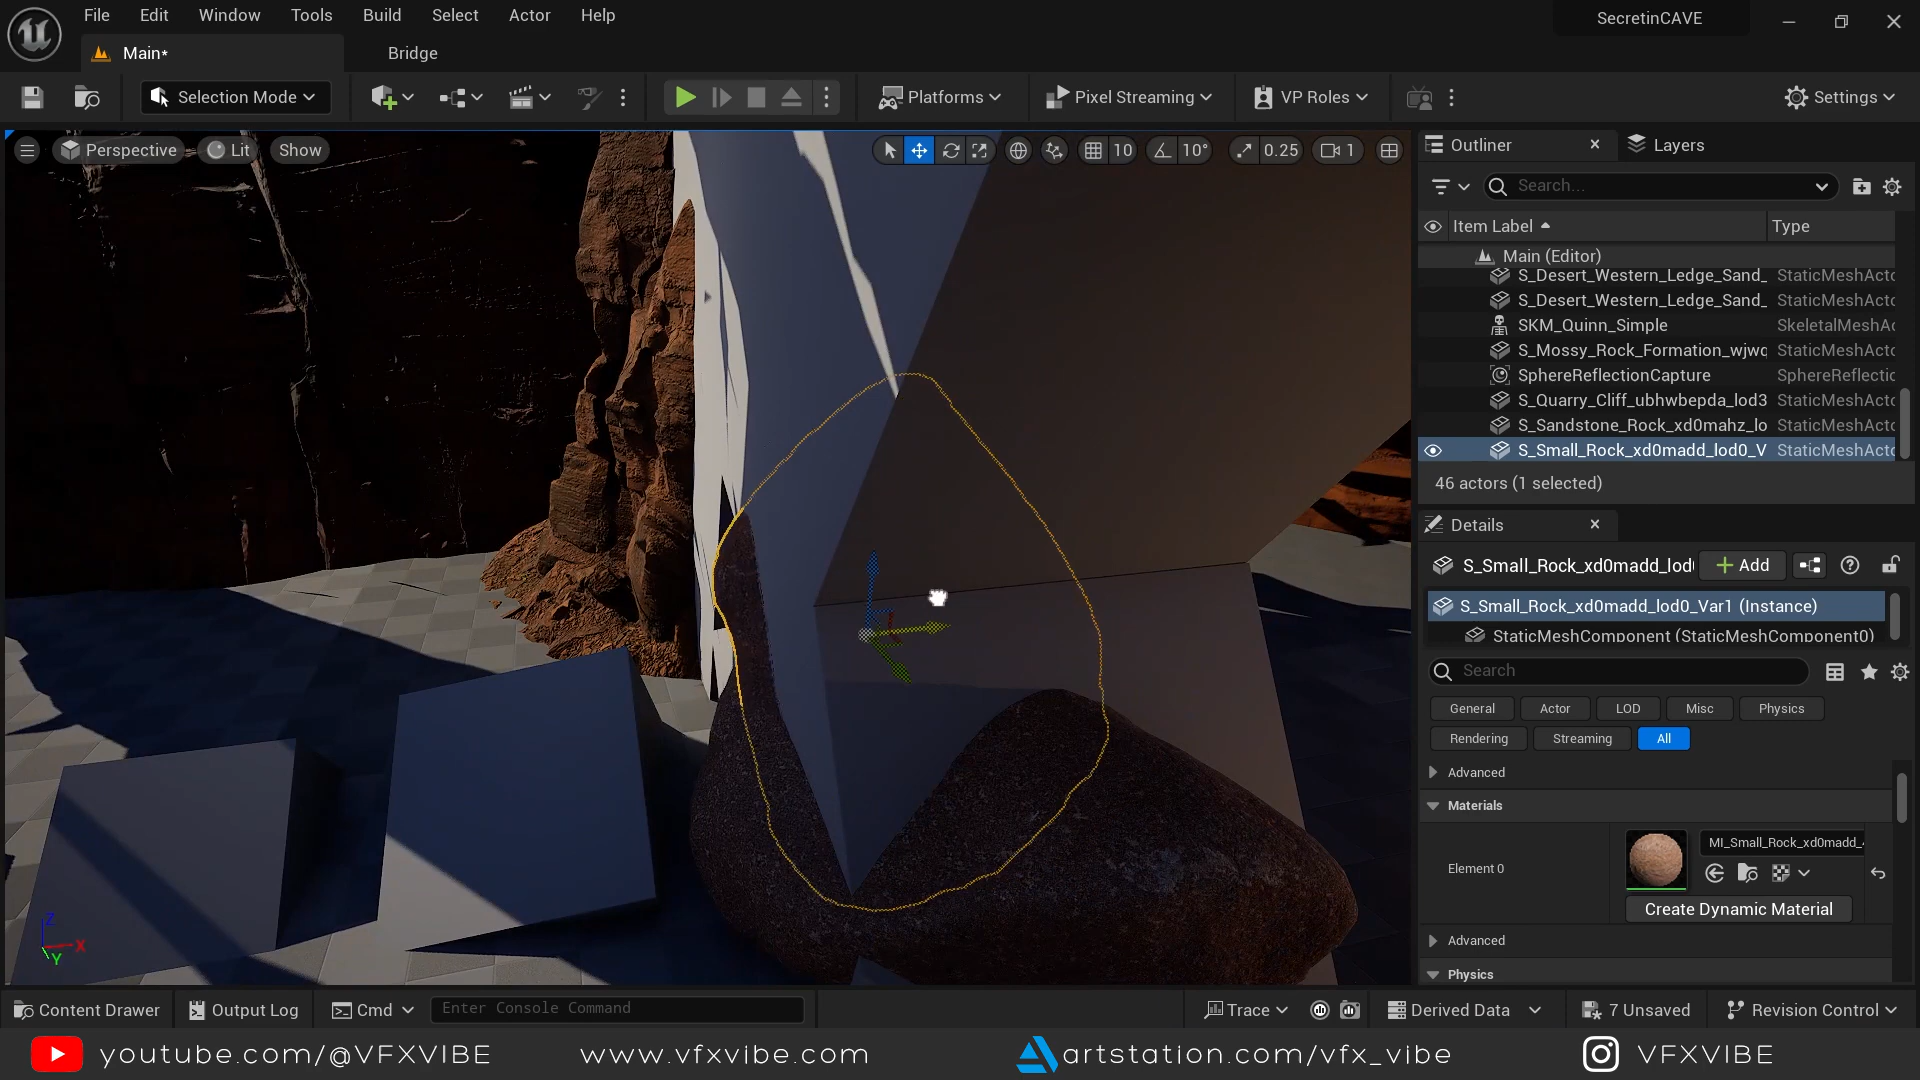 File Edit Window Tools Build Select Actor Help
SecretinCAVE
Main*
Bridge
Selection Mode
Platforms
Pixel Streaming
VP Roles
Settings
Perspective
Lit
Show
10
10°
0.25
1
Outliner
Layers
Search...
Item Label
Type
Main (Editor)
S_Desert_Western_Ledge_Sand_ StaticMeshActo
S_Desert_Western_Ledge_Sand_ StaticMeshActo
SKM_Quinn_Simple SkeletalMeshAc
S_Mossy_Rock_Formation_wjwq StaticMeshActo
SphereReflectionCapture SphereReflectio
S_Quarry_Cliff_ubhwbepda_lod3 StaticMeshActo
S_Sandstone_Rock_xd0mahz_lo StaticMeshActo
S_Small_Rock_xd0madd_lod0_V StaticMeshActo
46 actors (1 selected)
Details
S_Small_Rock_xd0madd_lod
Add
S_Small_Rock_xd0madd_lod0_Var1 (Instance)
StaticMeshComponent (StaticMeshComponent0)
Search
General Actor LOD Misc Physics
Rendering Streaming All
Advanced
Materials
Element 0
MI_Small_Rock_xd0madd_
Create Dynamic Material
Advanced
Physics
Z
X
Y
Content Drawer
Output Log
Cmd
Enter Console Command
Trace
Derived Data
7 Unsaved
Revision Control
youtube.com/@VFXVIBE
www.vfxvibe.com
artstation.com/vfx_vibe
VFXVIBE